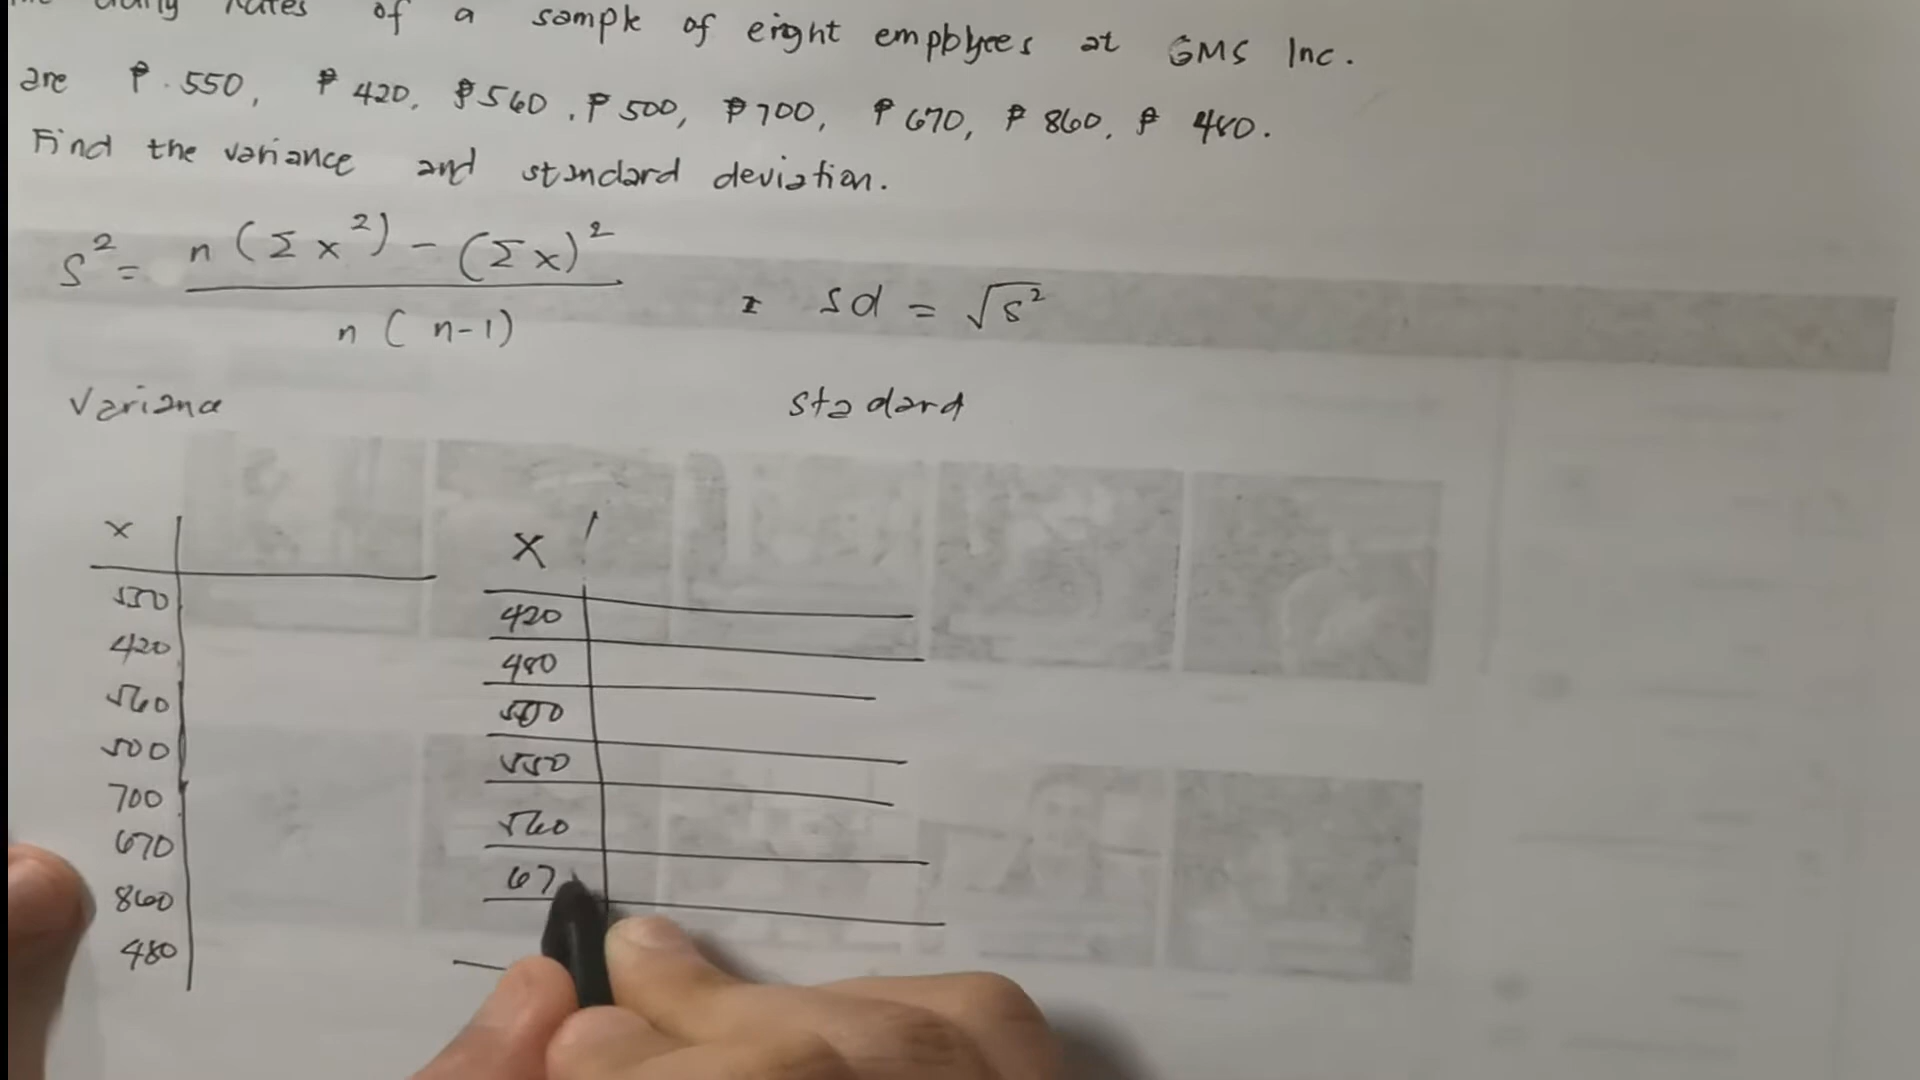 rates of a sample of eight employees at GMS Inc.
are ₱ 550, ₱ 420, ₱ 560, ₱ 500, ₱ 700, ₱ 670, ₱ 860, ₱ 480.
Find the variance and standard deviation.
s² = n(Σx²) - (Σx)² / n(n-1)
sd = √s²
Variance
stadard
x
550
420
560
500
700
670
860
480
X
420
480
500
550
560
67